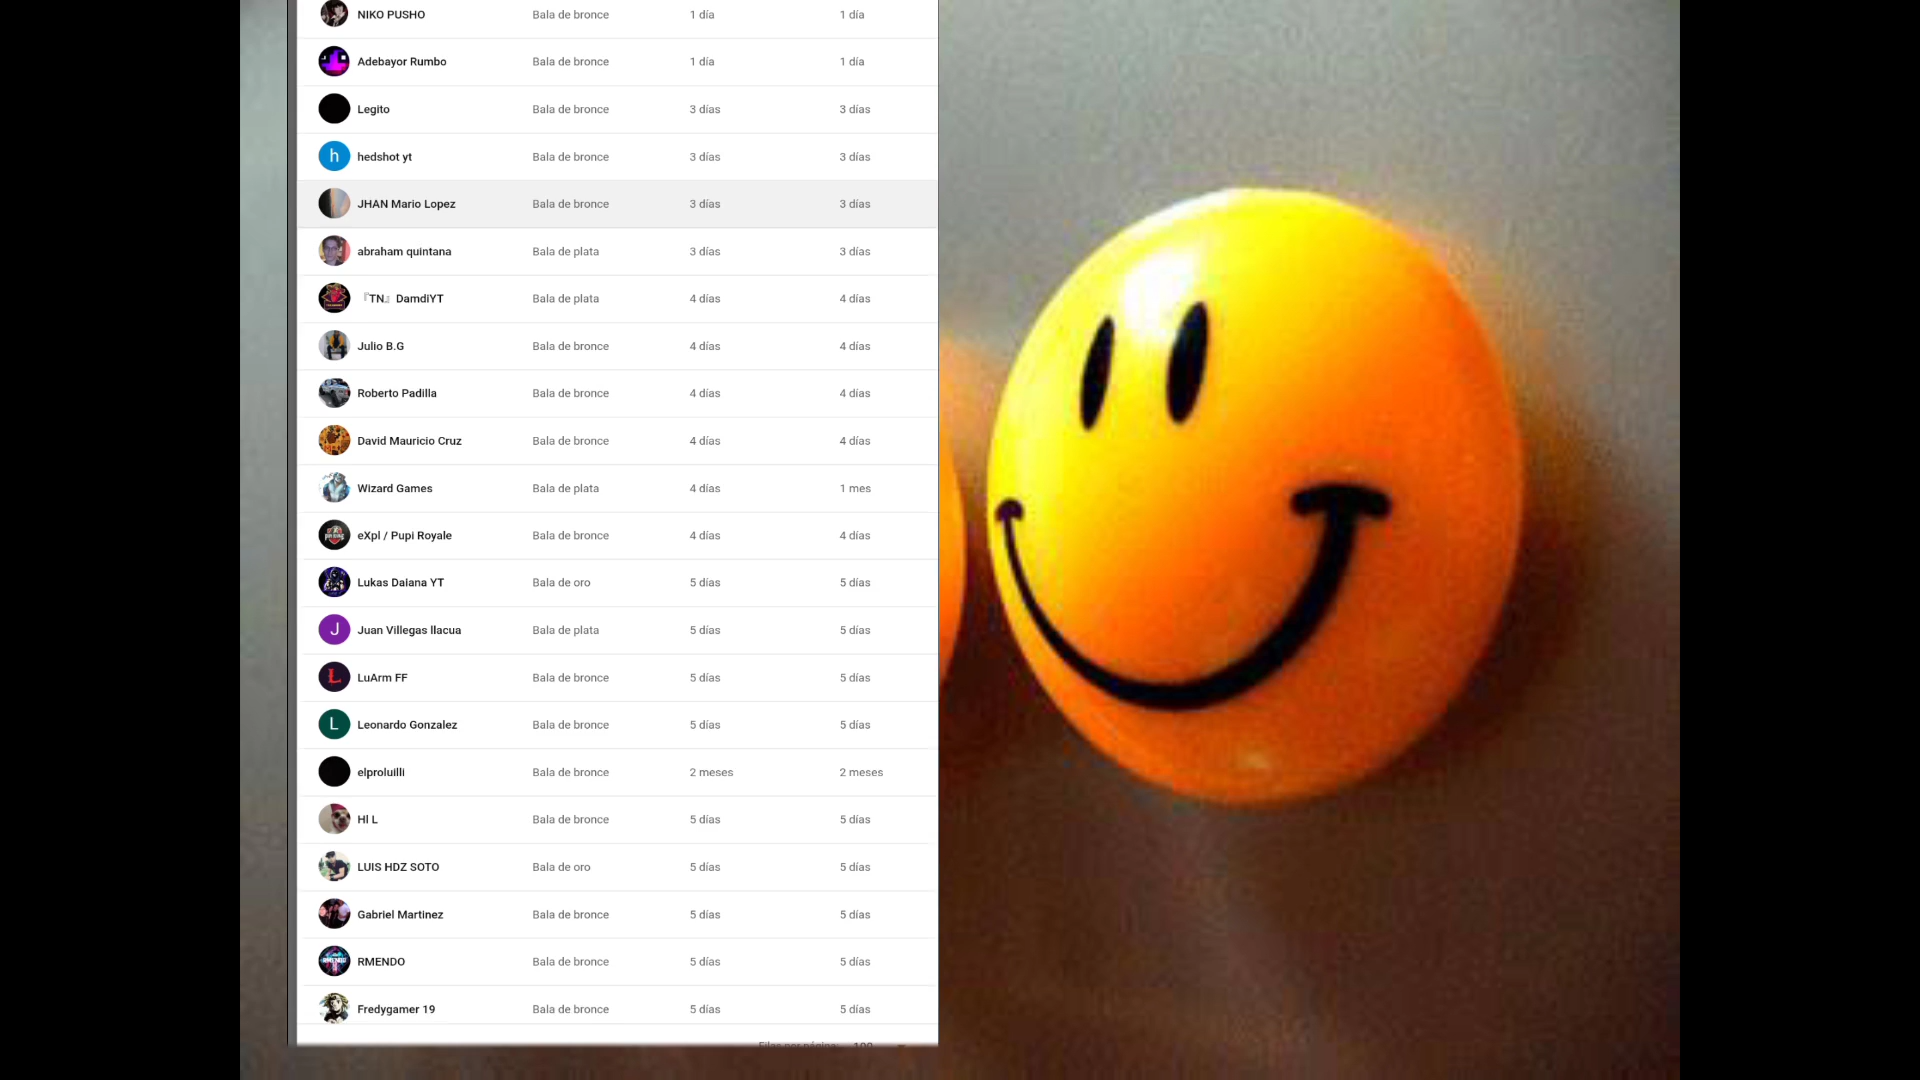 NIKO PUSHO Bala de bronce 1 día 1 día
Adebayor Rumbo Bala de bronce 1 día 1 día
Legito Bala de bronce 3 días 3 días
h hedshot yt Bala de bronce 3 días 3 días
JHAN Mario Lopez Bala de bronce 3 días 3 días
abraham quintana Bala de plata 3 días 3 días
『TN』 DamdiYT Bala de plata 4 días 4 días
Julio B.G Bala de bronce 4 días 4 días
Roberto Padilla Bala de bronce 4 días 4 días
David Mauricio Cruz Bala de bronce 4 días 4 días
Wizard Games Bala de plata 4 días 1 mes
eXpl / Pupi Royale Bala de bronce 4 días 4 días
Lukas Daiana YT Bala de oro 5 días 5 días
J Juan Villegas llacua Bala de plata 5 días 5 días
L LuArm FF Bala de bronce 5 días 5 días
L Leonardo Gonzalez Bala de bronce 5 días 5 días
elproluilli Bala de bronce 2 meses 2 meses
Hl L Bala de bronce 5 días 5 días
LUIS HDZ SOTO Bala de oro 5 días 5 días
Gabriel Martinez Bala de bronce 5 días 5 días
RMENDO Bala de bronce 5 días 5 días
Fredygamer 19 Bala de bronce 5 días 5 días
Filas por página: 100